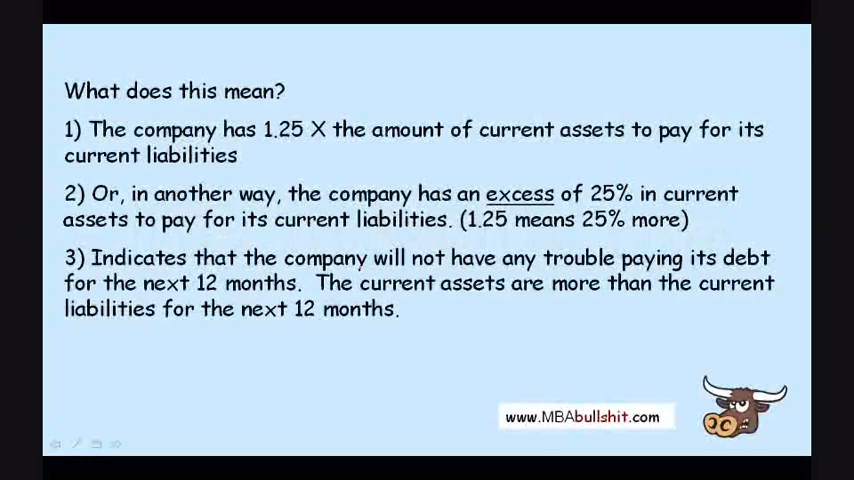 What does this mean?
1) The company has 1.25 X the amount of current assets to pay for its
current liabilities
2) Or, in another way, the company has an excess of 25% in current
assets to pay for its current liabilities. (1.25 means 25% more)
3) Indicates that the company will not have any trouble paying its debt
for the next 12 months.  The current assets are more than the current
liabilities for the next 12 months.
www.MBAbullshit.com